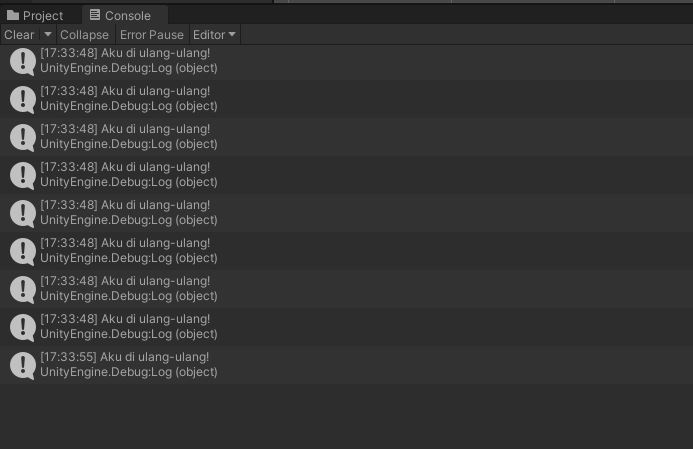 Project Console
Clear Collapse Error Pause Editor
[17:33:48] Aku di ulang-ulang!
UnityEngine.Debug:Log (object)
[17:33:48] Aku di ulang-ulang!
UnityEngine.Debug:Log (object)
[17:33:48] Aku di ulang-ulang!
UnityEngine.Debug:Log (object)
[17:33:48] Aku di ulang-ulang!
UnityEngine.Debug:Log (object)
[17:33:48] Aku di ulang-ulang!
UnityEngine.Debug:Log (object)
[17:33:48] Aku di ulang-ulang!
UnityEngine.Debug:Log (object)
[17:33:48] Aku di ulang-ulang!
UnityEngine.Debug:Log (object)
[17:33:48] Aku di ulang-ulang!
UnityEngine.Debug:Log (object)
[17:33:55] Aku di ulang-ulang!
UnityEngine.Debug:Log (object)